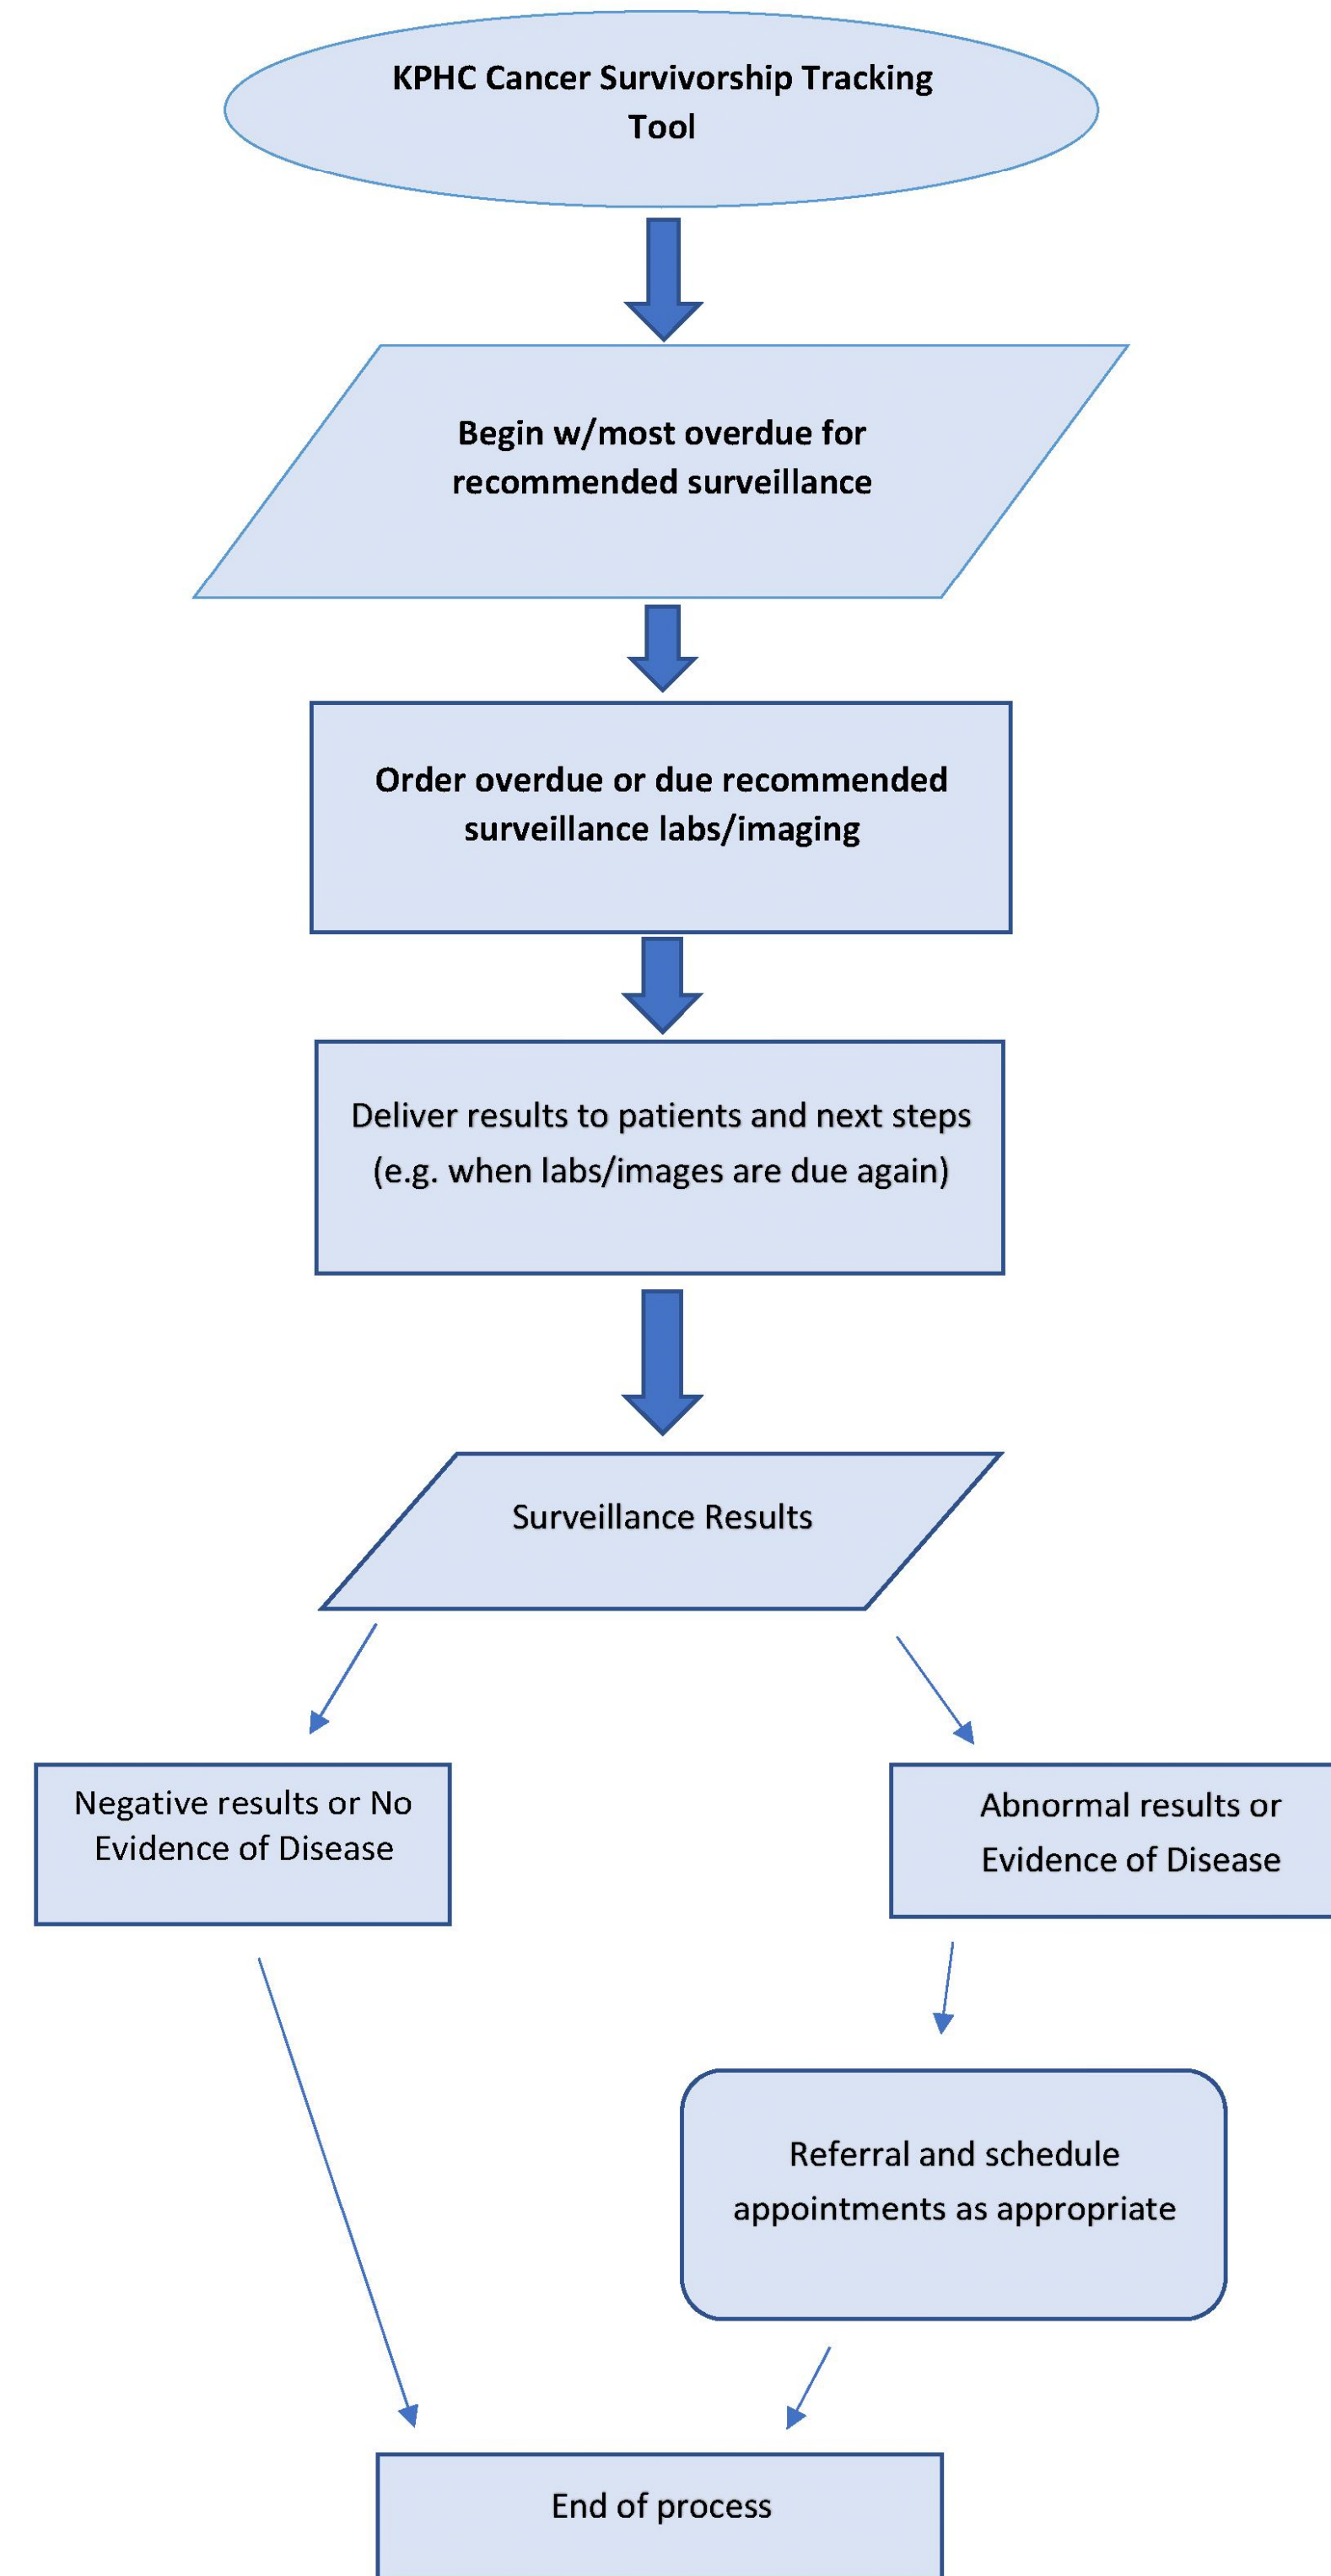 KPHC Cancer Survivorship Tracking
Tool
Begin w/most overdue for
recommended surveillance
Order overdue or due recommended
surveillance labs/imaging
Deliver results to patients and next steps
(e.g. when labs/images are due again)
Surveillance Results
Negative results or No
Evidence of Disease
Abnormal results or
Evidence of Disease
Referral and schedule
appointments as appropriate
End of process